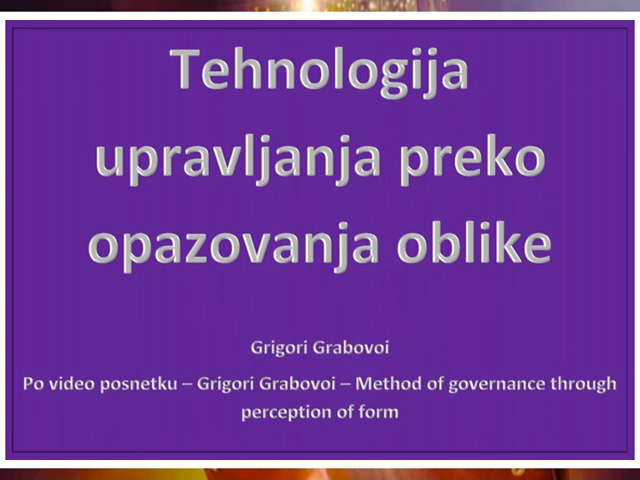 Tehnologija
upravljanja preko
opazovanja oblike
Grigori Grabovoi
Po video posnetku – Grigori Grabovoi – Method of governance through
perception of form